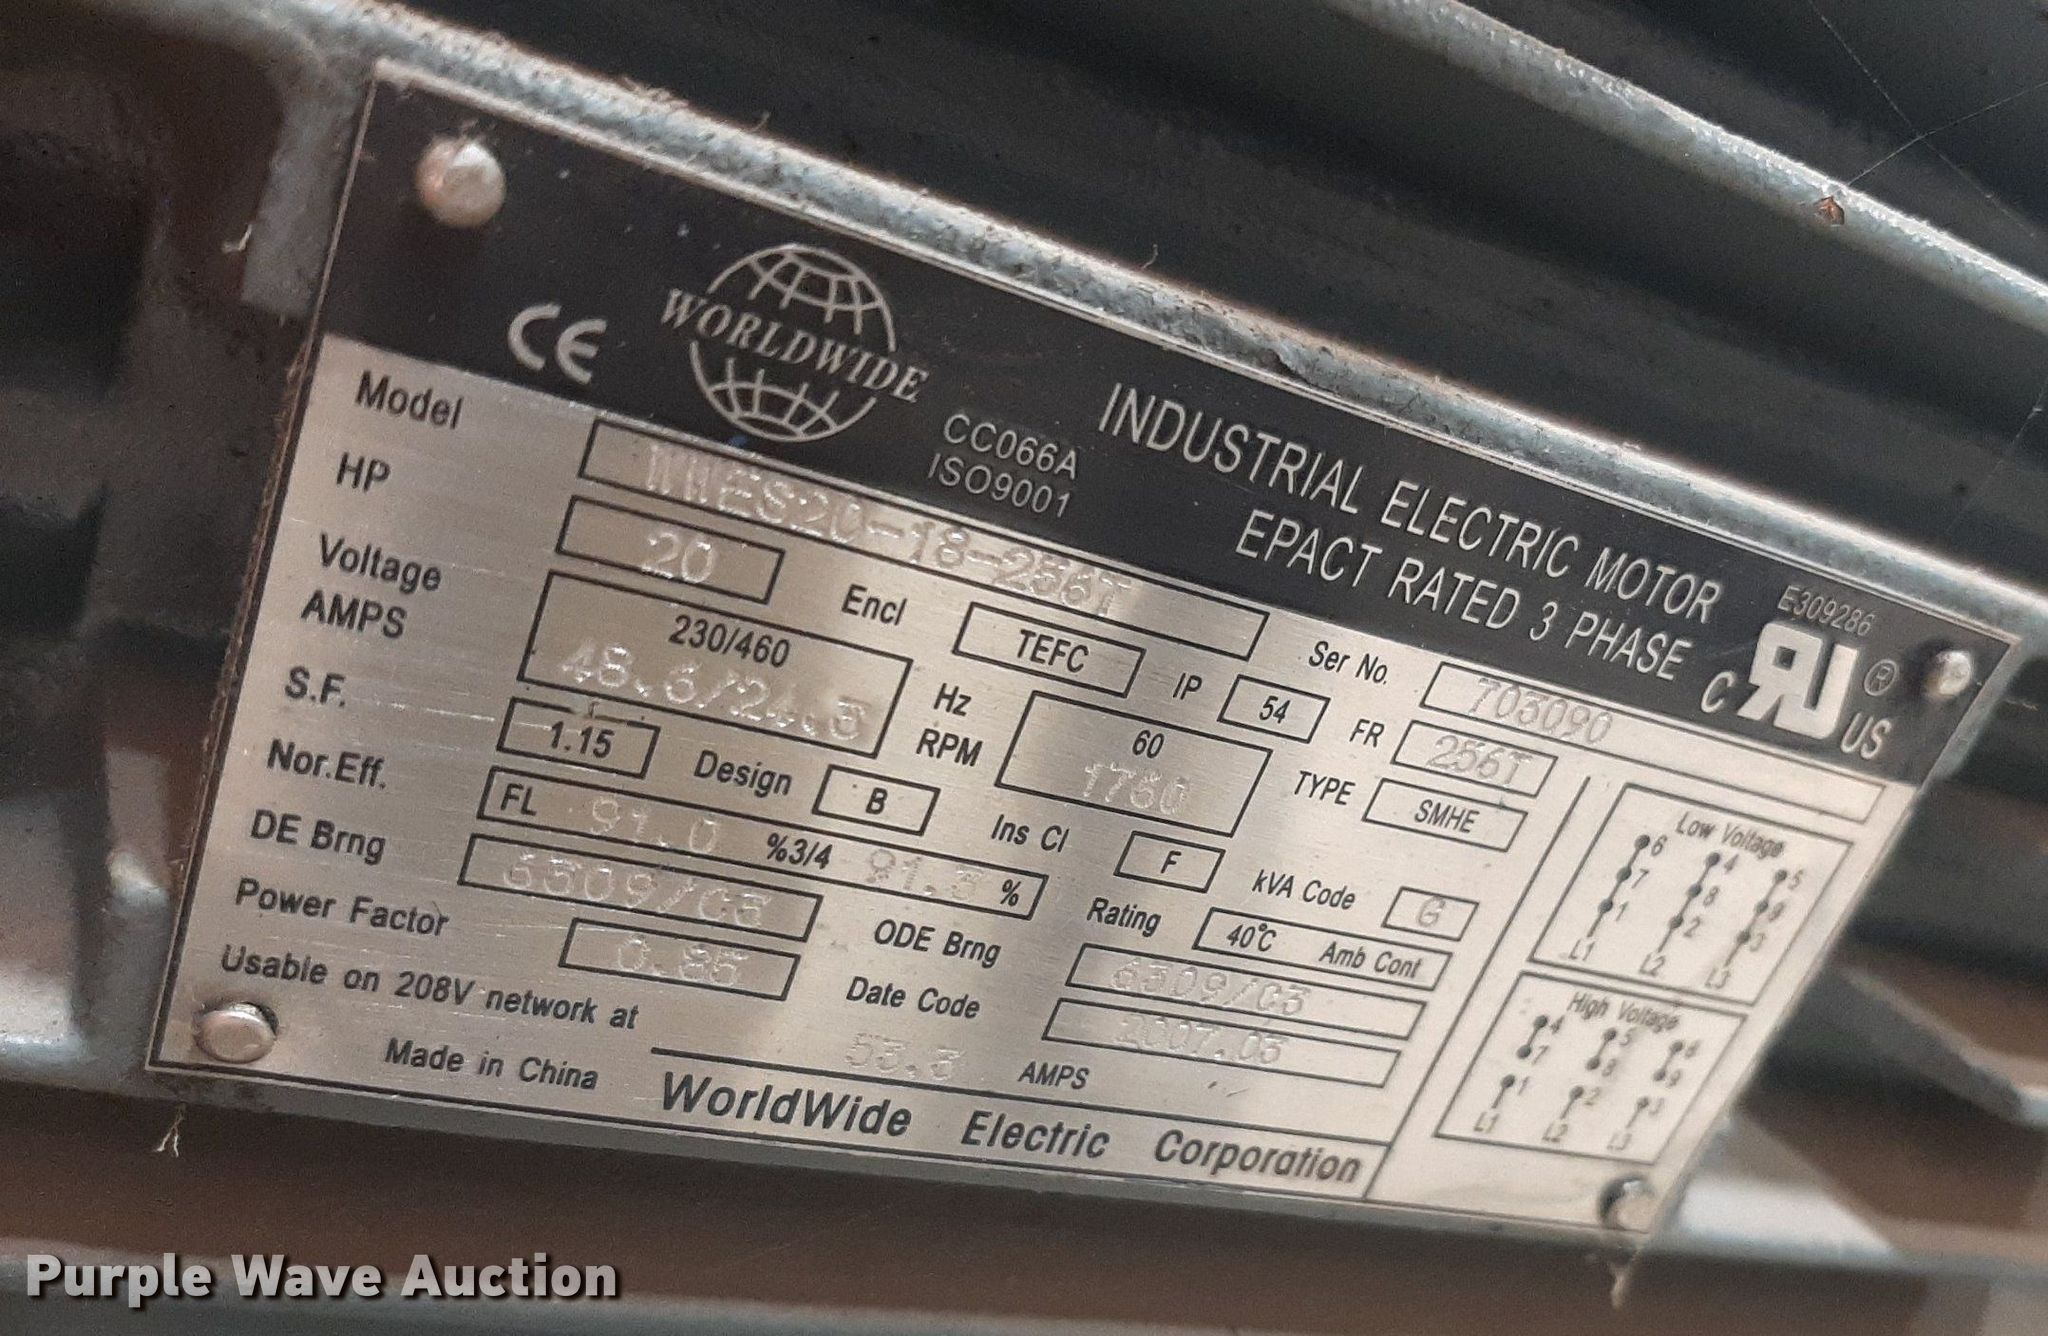 CE
WORLDWIDE
CC066A
ISO9001
INDUSTRIAL ELECTRIC MOTOR
EPACT RATED 3 PHASE
E309286
C RU ® US
Model WWES20-18-256T Ser No. 703090
HP 20 Encl TEFC IP 54 FR 256T
Voltage 230/460 Hz 60 TYPE SMHE
AMPS 48.6/24.3 RPM 1760
S.F. 1.15 Design B Ins Cl F kVA Code G
Nor.Eff. FL 91.0 %3/4 91.3 % Rating 40°C Amb Cont
DE Brng 6309/C3 ODE Brng 6309/C3
Power Factor 0.85 Date Code 2007.03
Usable on 208V network at 53.3 AMPS
Made in China WorldWide Electric Corporation
Low Voltage
6 4 5
7 8 9
1 2 3
L1 L2 L3
High Voltage
4 5 6
7 8 9
1 2 3
L1 L2 L3
Purple Wave Auction